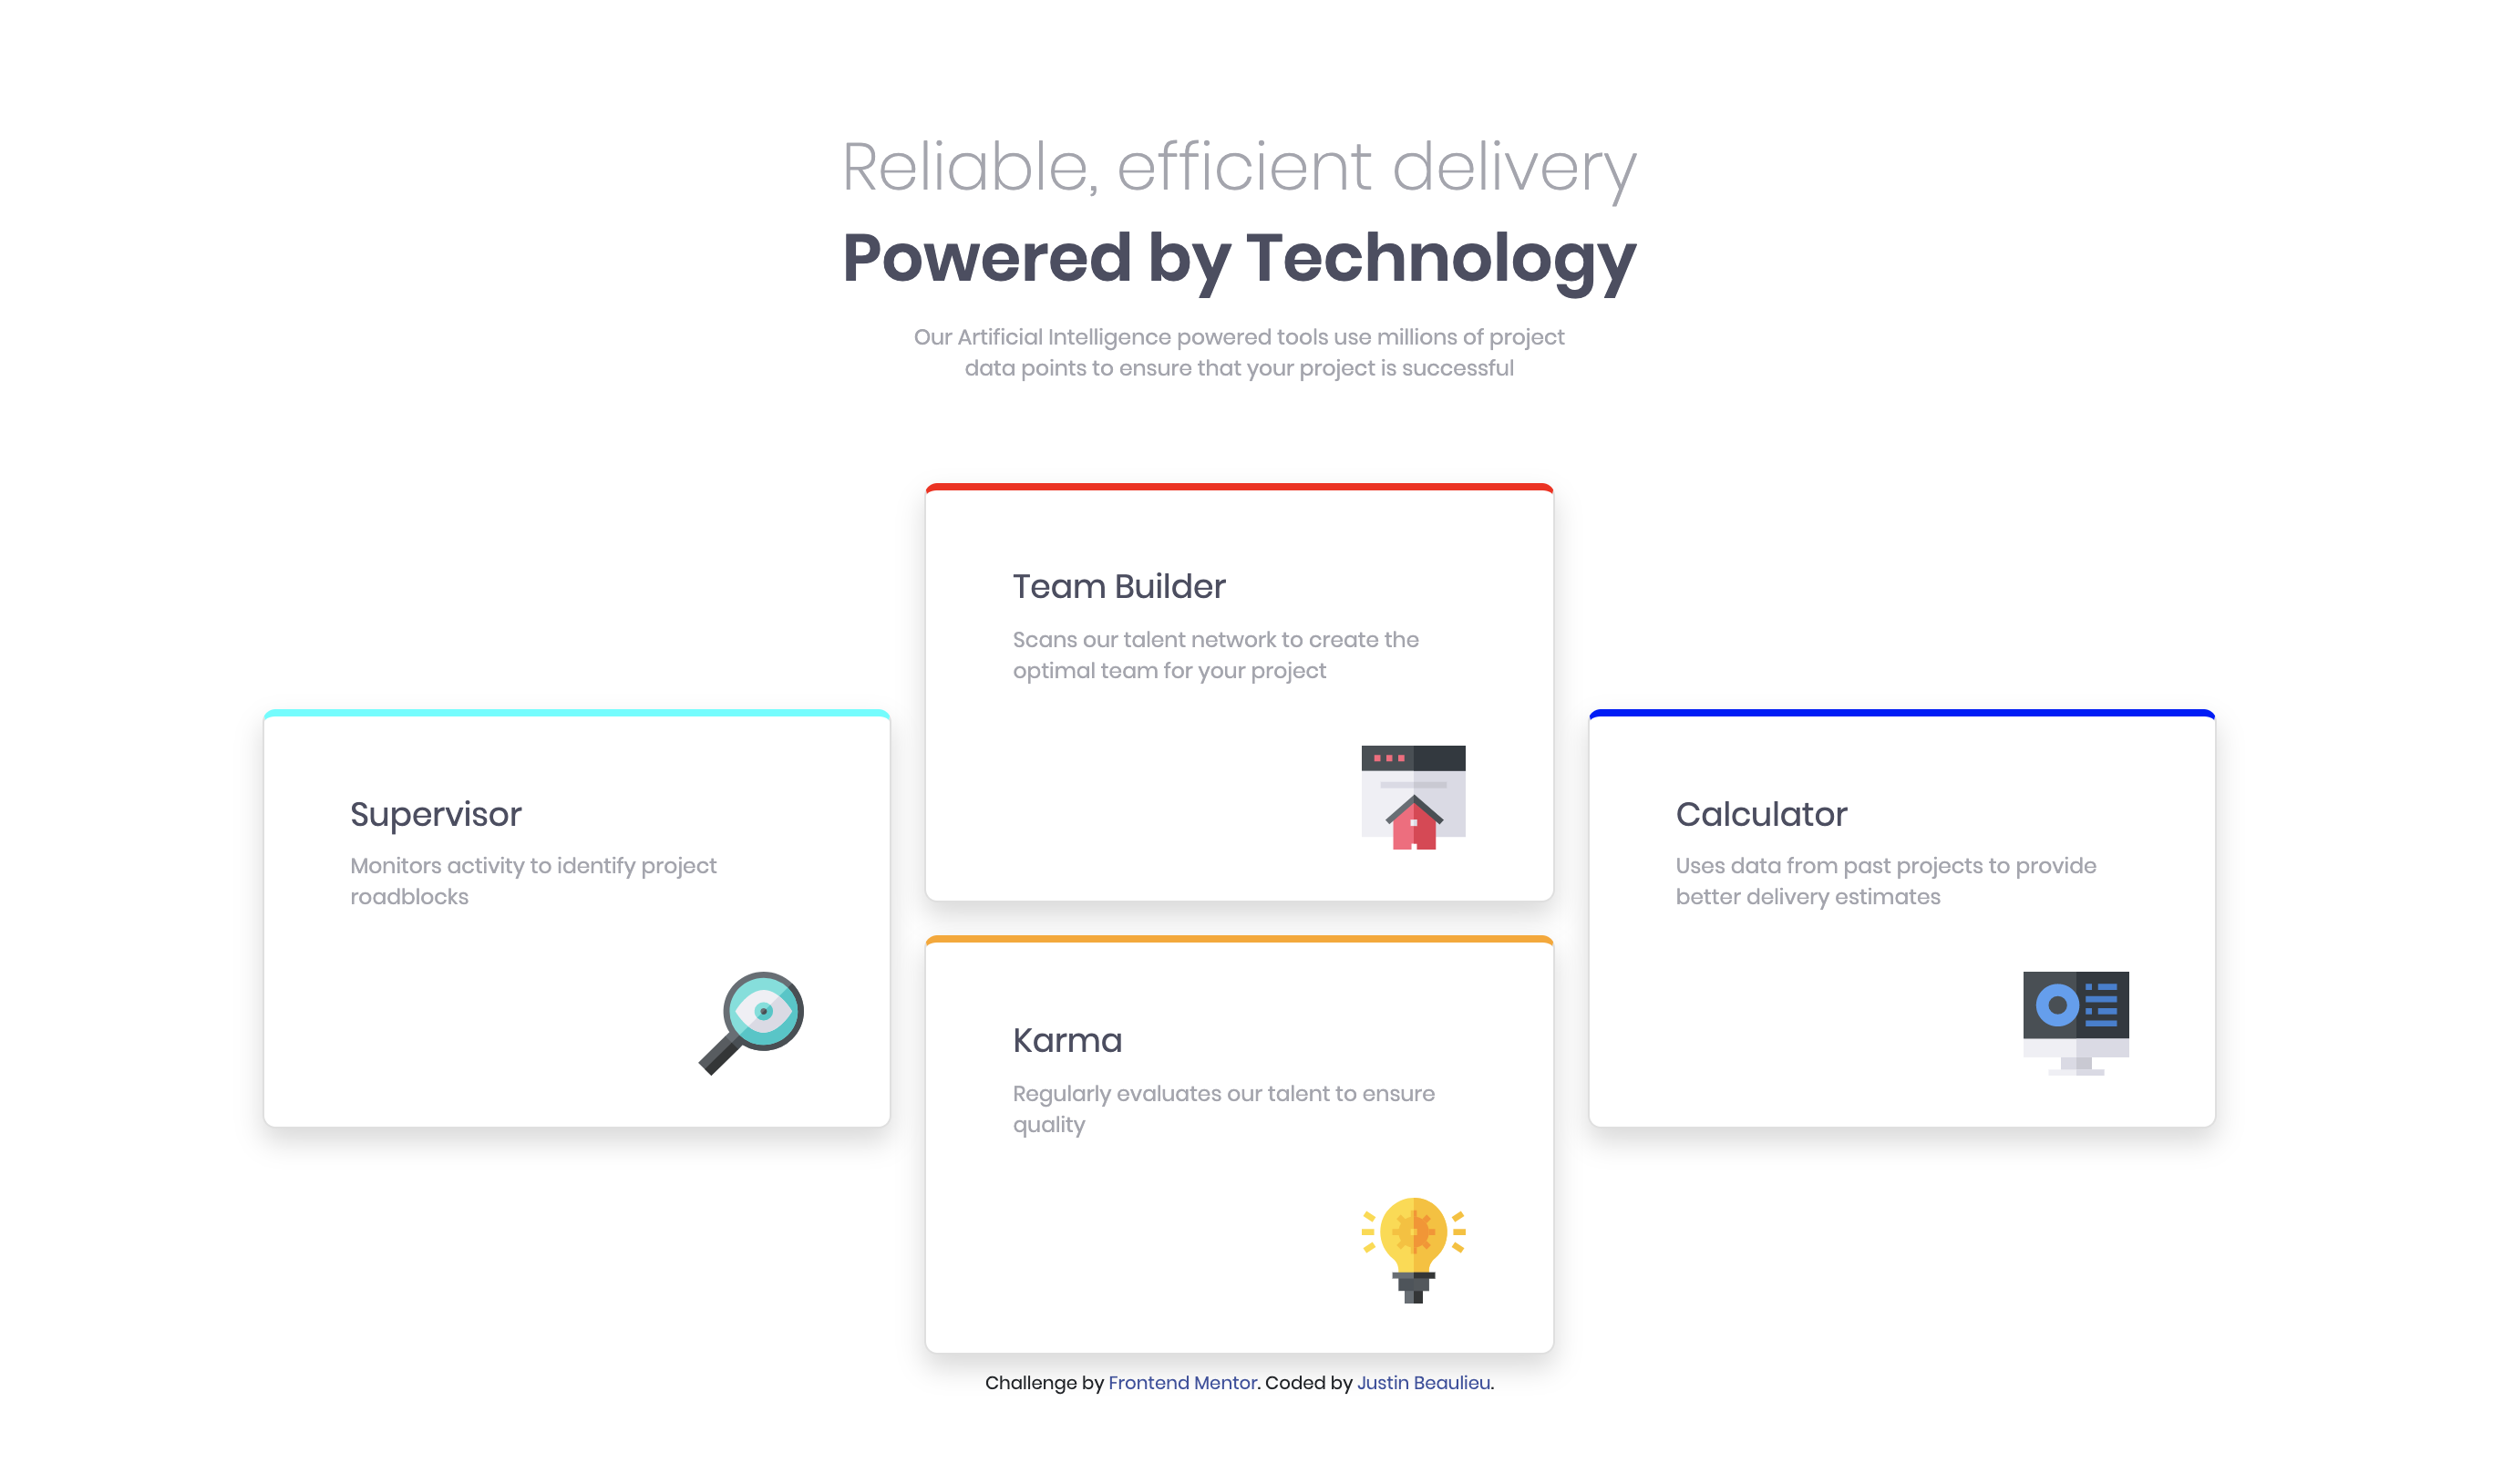 Reliable, efficient delivery
Powered by Technology
Our Artificial Intelligence powered tools use millions of project
data points to ensure that your project is successful
Supervisor
Monitors activity to identify project
roadblocks
Team Builder
Scans our talent network to create the
optimal team for your project
Karma
Regularly evaluates our talent to ensure
quality
Calculator
Uses data from past projects to provide
better delivery estimates
Challenge by Frontend Mentor. Coded by Justin Beaulieu.